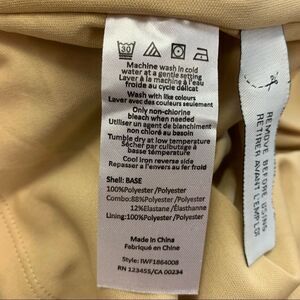 30
Machine wash in cold
water at a gentle setting
Laver à la machine à l'eau
froide au cycle délicat
Wash with like colours
Laver avec des couleurs seulement
Only non-chlorine
bleach when needed
Utiliser un agent de blanchiment
non chloré au basoin
Tumble dry at low temperature
Sécher par culbutage à
basse température
Cool iron reverse side
Repasser à l'envers au fer froid
Shell: BASE
100%Polyester /Polyester
Combo:88%Polyester /Polyester
12%Elastane /Élasthanne
Lining:100%Polyester /Polyester
Made in China
Fabriqué en Chine
Style: IWF1864008
RN 123455/CA 00234
REMOVE BEFORE USING
RETIRER AVANT L'EMPLOI